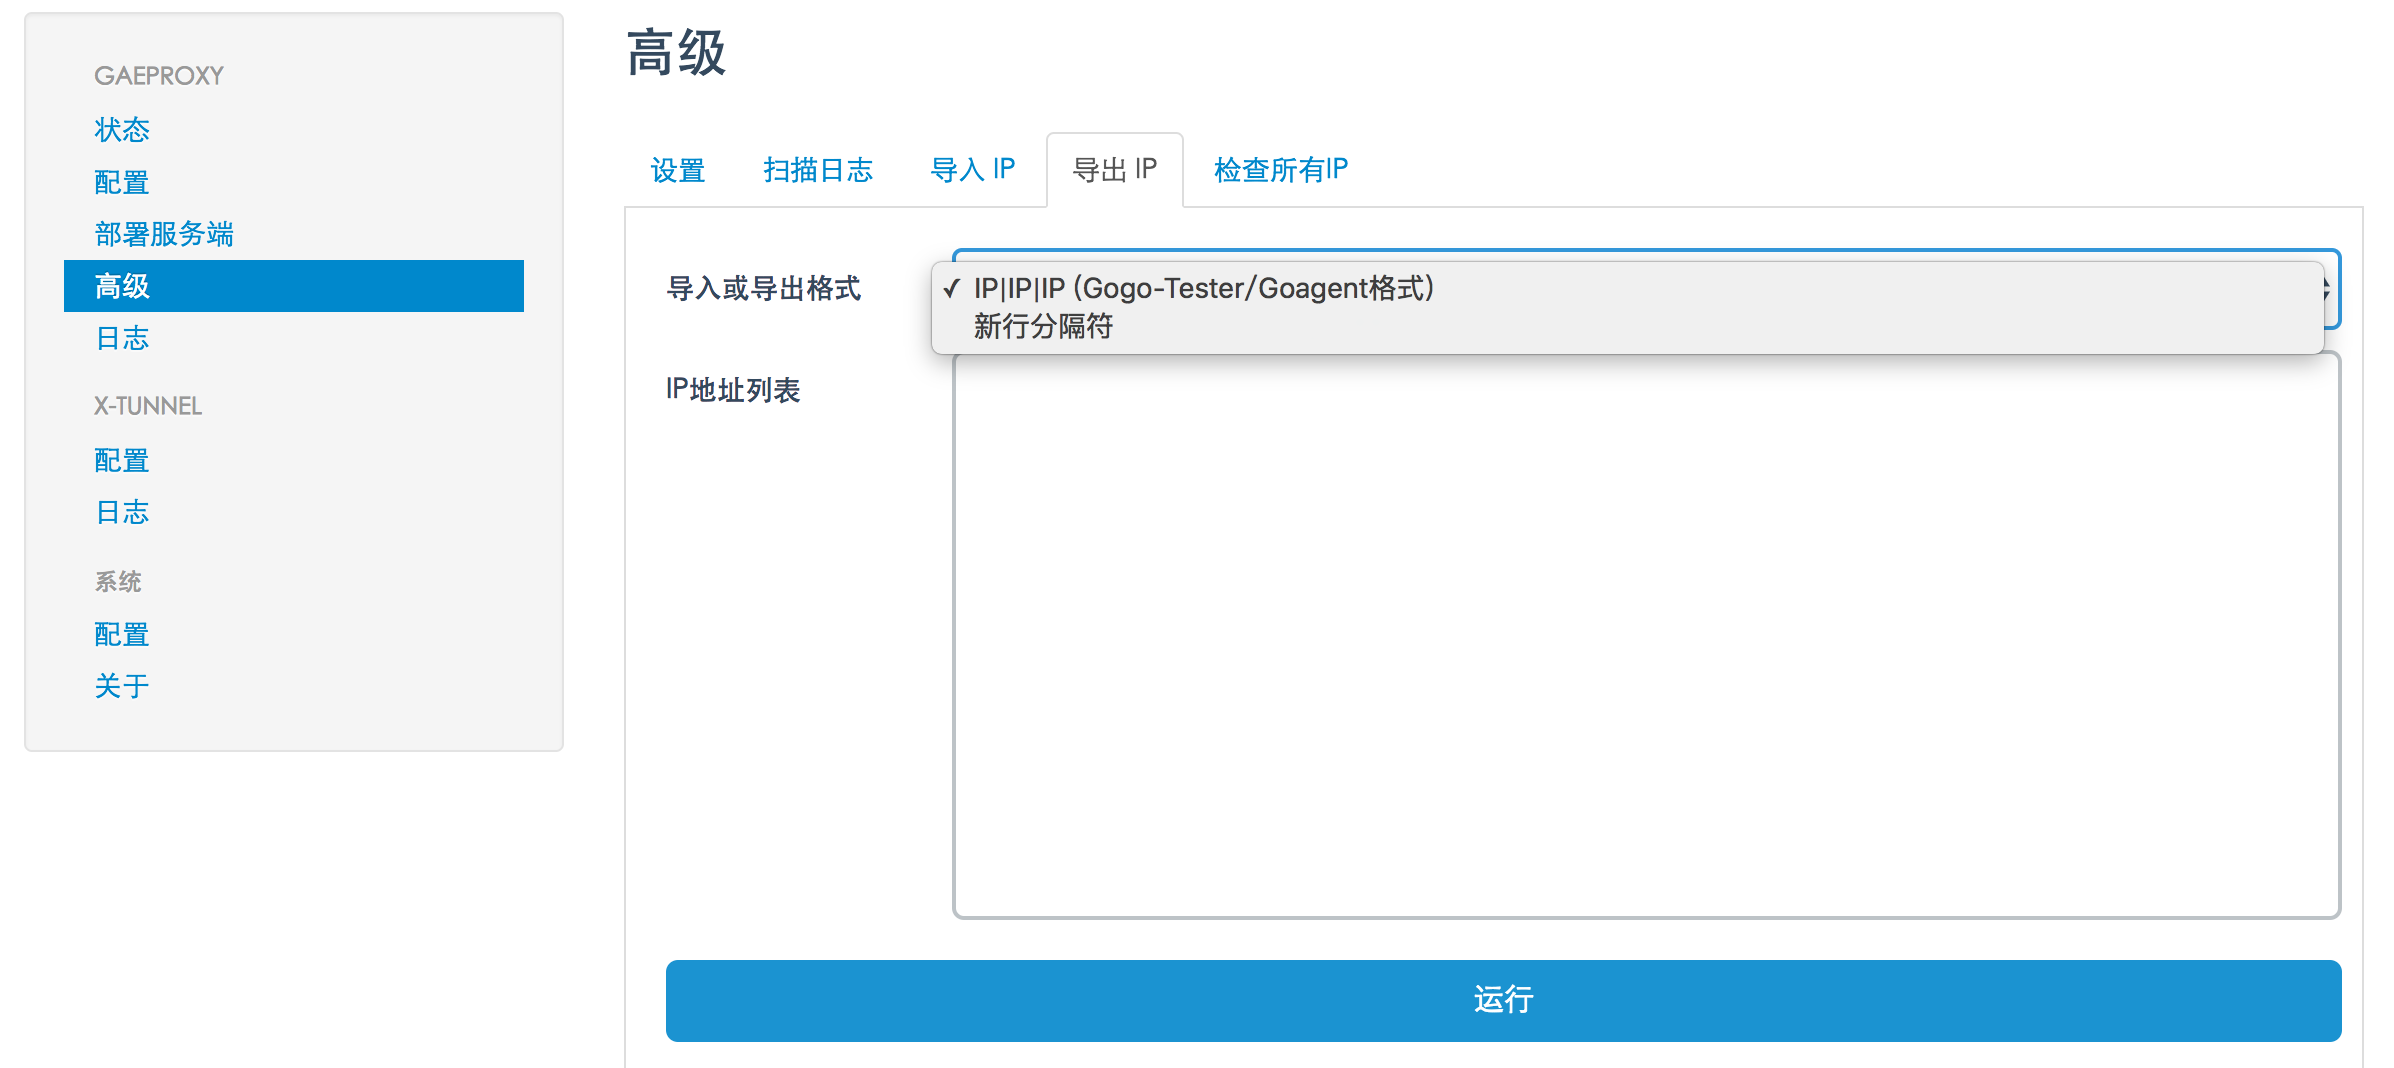 GAEPROXY
状态
配置
部署服务端
高级
日志
X-TUNNEL
配置
日志
系统
配置
关于
高级
设置
扫描日志
导入 IP
导出 IP
检查所有IP
导入或导出格式
✓ IP|IP|IP (Gogo-Tester/Goagent格式)
新行分隔符
IP地址列表
运行